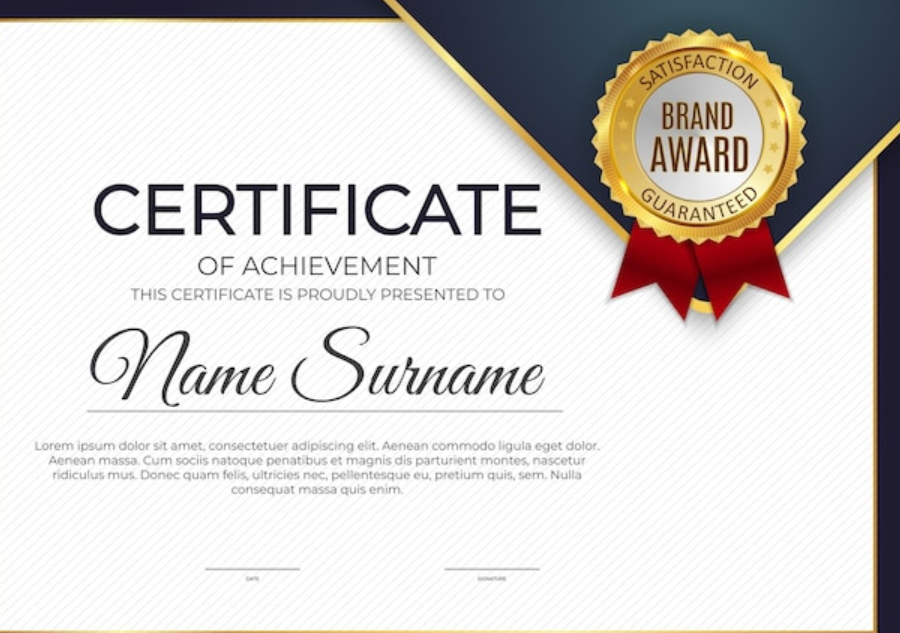 SATISFACTION
BRAND
AWARD
GUARANTEED
CERTIFICATE
OF ACHIEVEMENT
THIS CERTIFICATE IS PROUDLY PRESENTED TO
Name Surname
Lorem ipsum dolor sit amet, consectetuer adipiscing elit. Aenean commodo ligula eget dolor.
Aenean massa. Cum sociis natoque penatibus et magnis dis parturient montes, nascetur
ridiculus mus. Donec quam felis, ultricies nec, pellentesque eu, pretium quis, sem. Nulla
consequat massa quis enim.
DATE
SIGNATURE